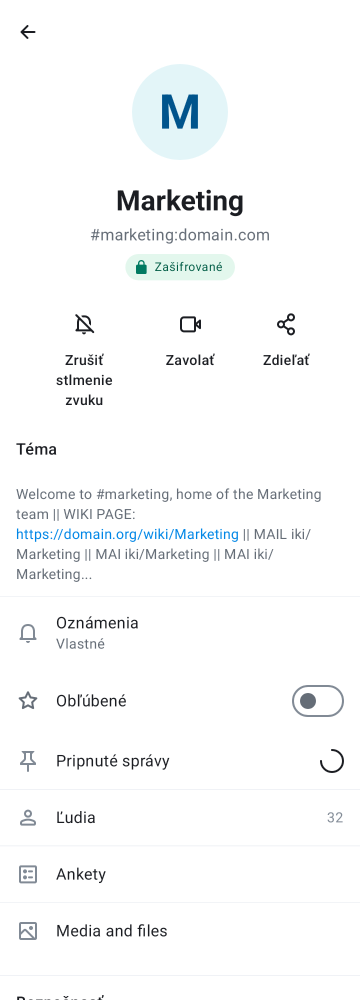 M
Marketing
#marketing:domain.com
Zašifrované
Zrušiť
stlmenie
zvuku
Zavolať
Zdieľať
Téma
Welcome to #marketing, home of the Marketing
team || WIKI PAGE:
https://domain.org/wiki/Marketing || MAIL iki/
Marketing || MAI iki/Marketing || MAI iki/
Marketing...
Oznámenia
Vlastné
Obľúbené
Pripnuté správy
Ľudia
32
Ankety
Media and files